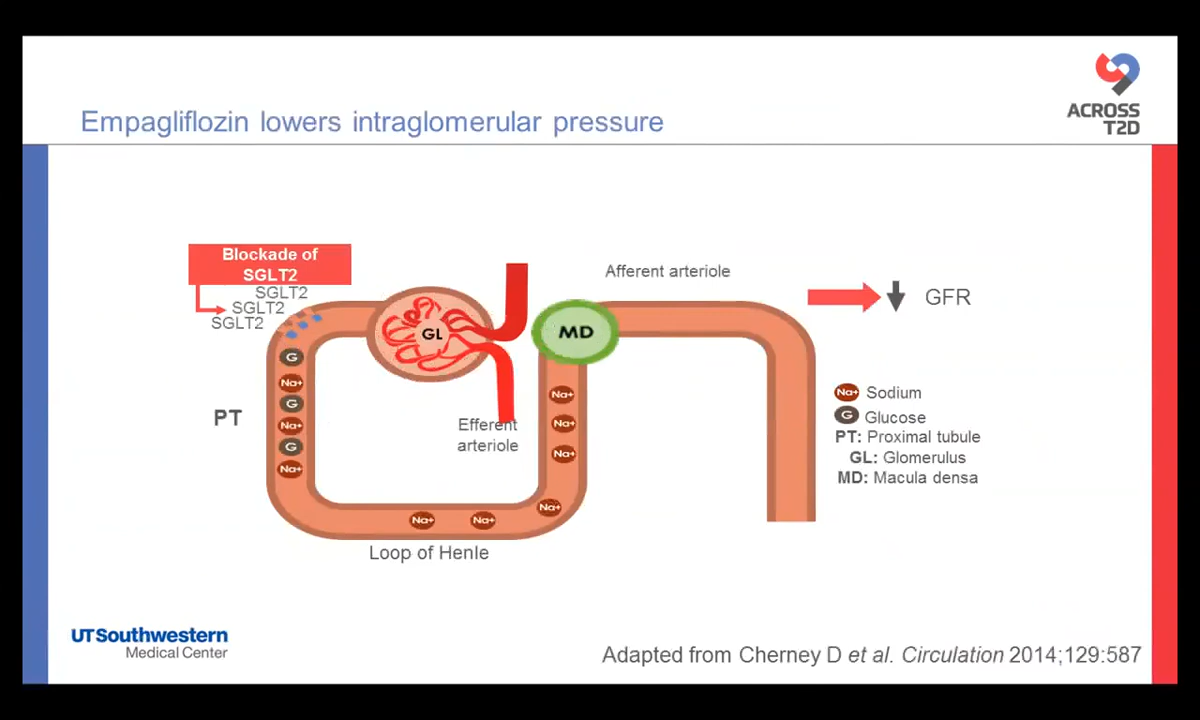 ACROSS
T2D
Empagliflozin lowers intraglomerular pressure
Blockade of
SGLT2
SGLT2
SGLT2
SGLT2
Afferent arteriole
GFR
GL
MD
G
Na+
G
Na+
G
Na+
PT
Efferent
arteriole
Na+
Na+
Na+
Na+
Na+
Na+
Loop of Henle
Na+ Sodium
G Glucose
PT: Proximal tubule
GL: Glomerulus
MD: Macula densa
UTSouthwestern
Medical Center
Adapted from Cherney D et al. Circulation 2014;129:587